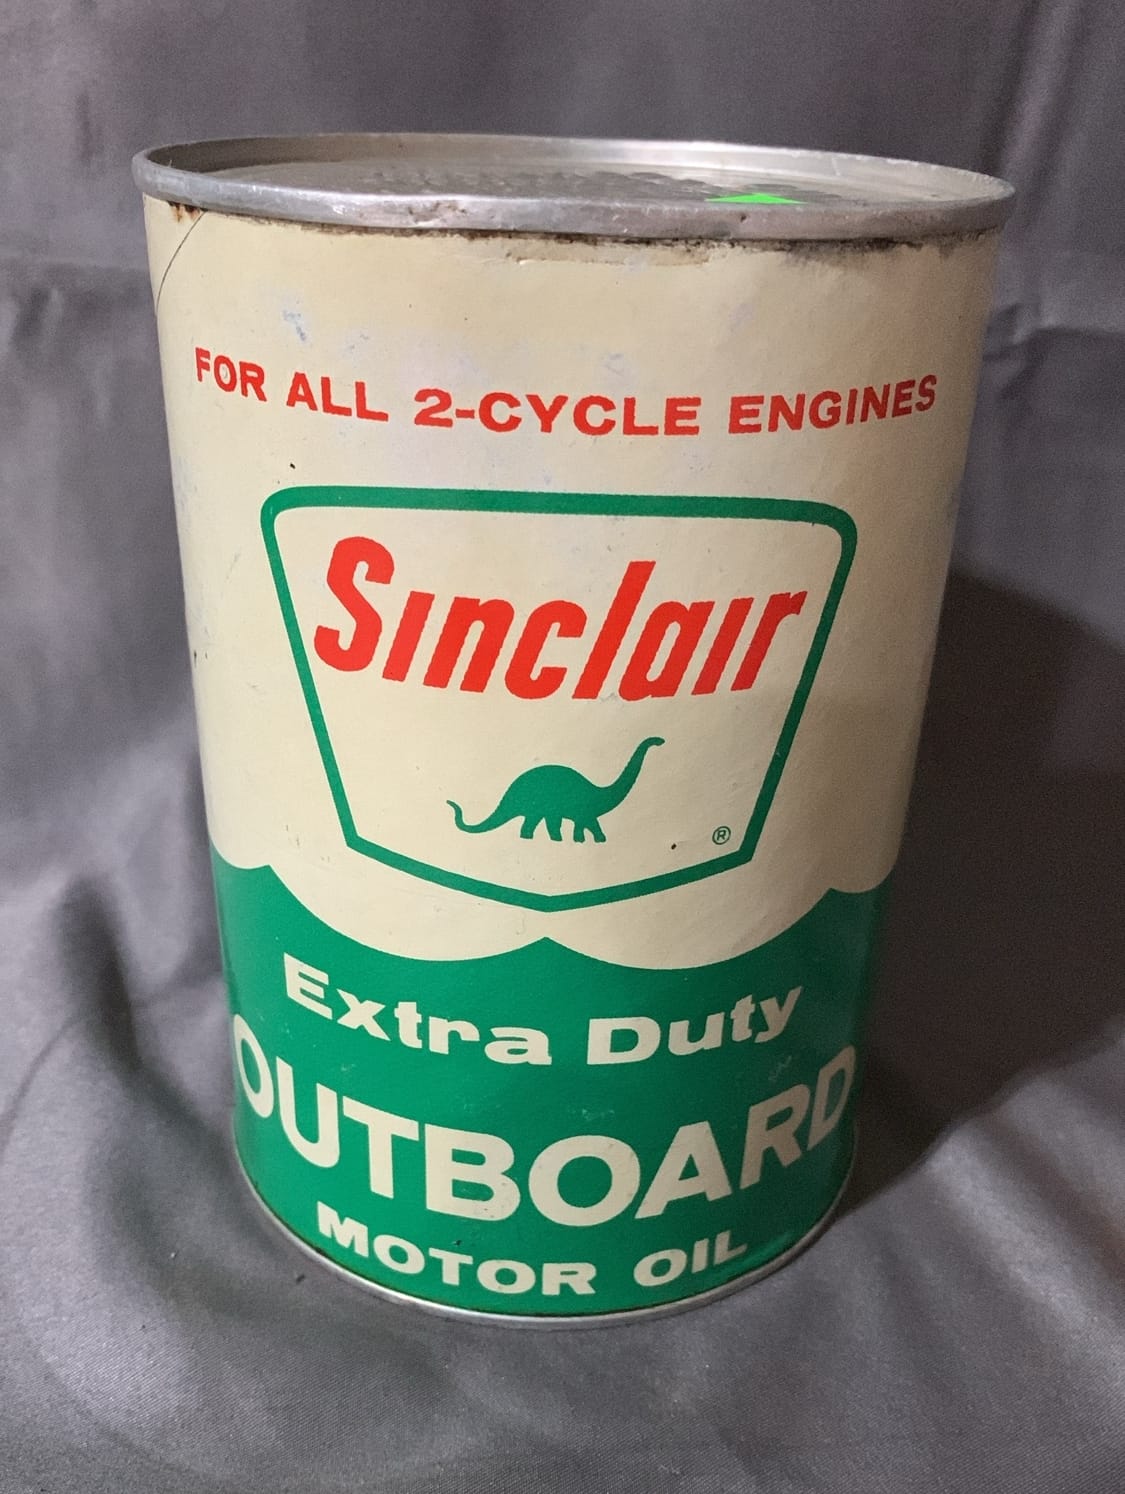 FOR ALL 2-CYCLE ENGINES
Sinclair
®
Extra Duty
OUTBOARD
MOTOR OIL